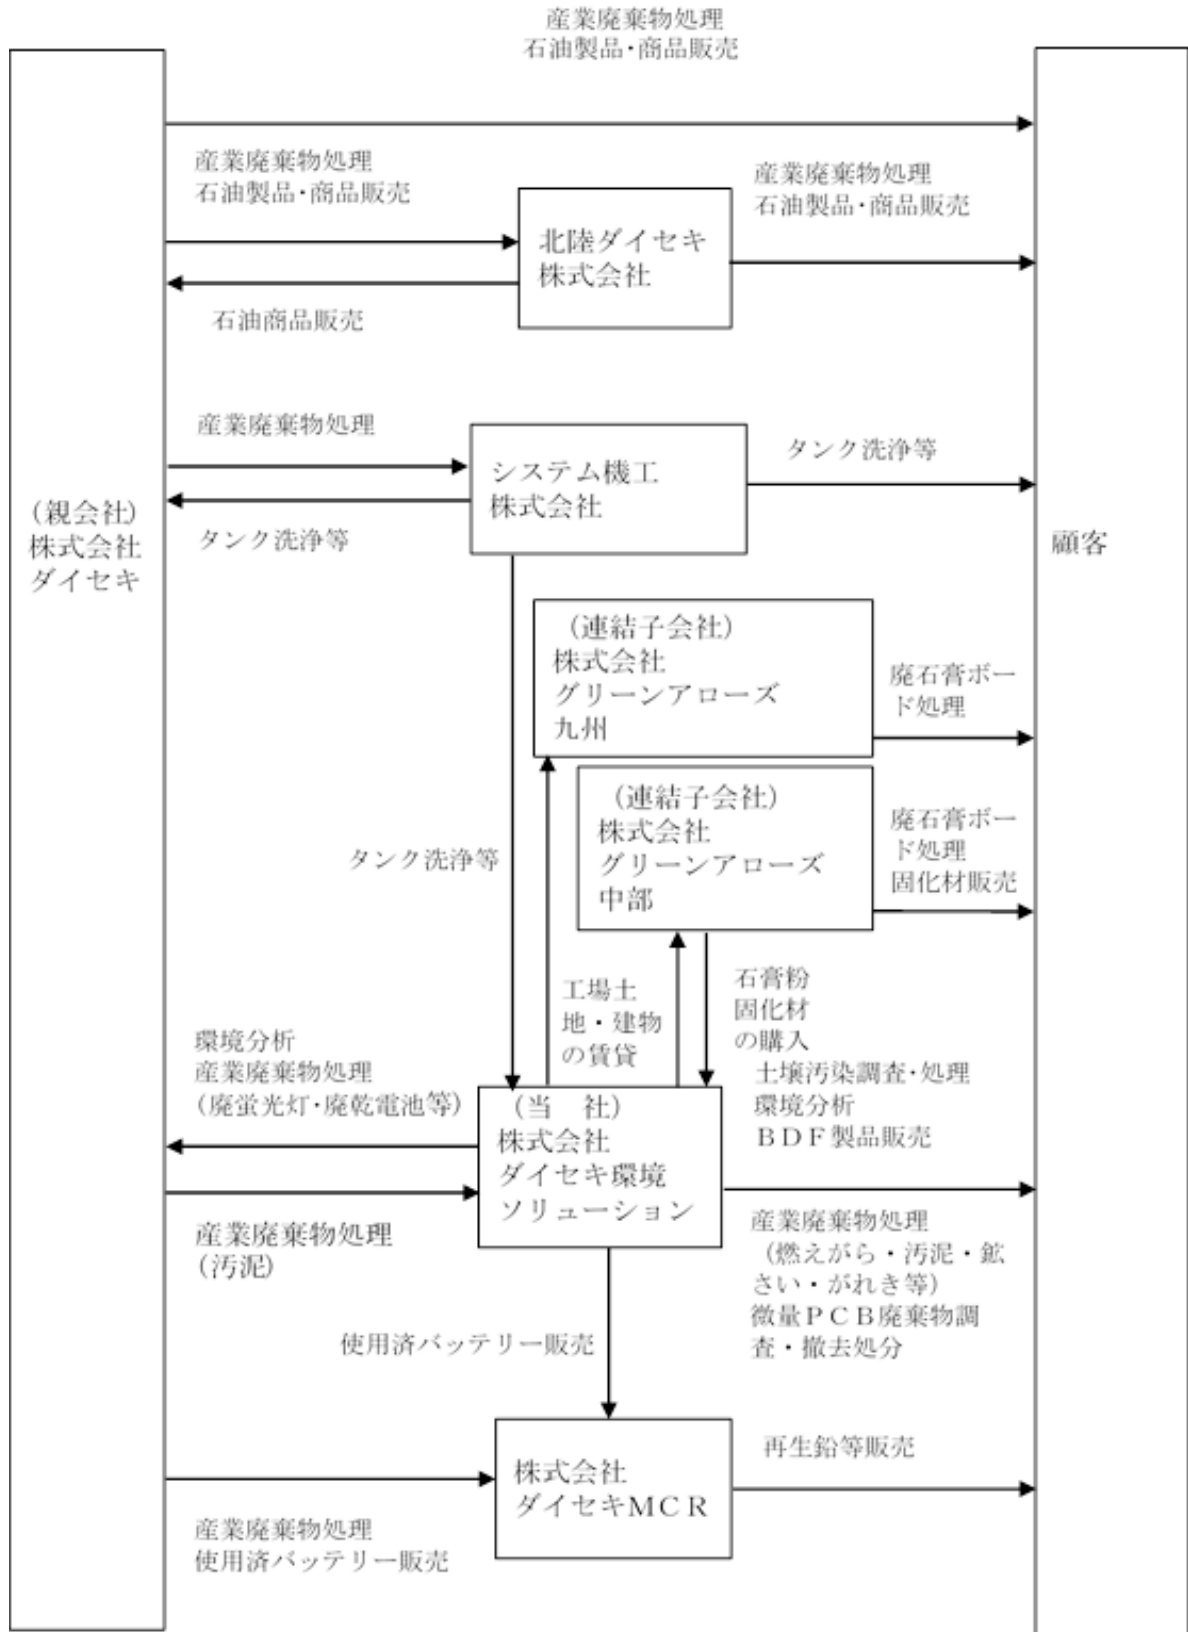 産業廃棄物処理
石油製品・商品販売
産業廃棄物処理
石油製品・商品販売
産業廃棄物処理
石油製品・商品販売
北陸ダイセキ
株式会社
石油商品販売
産業廃棄物処理
システム機工
株式会社
タンク洗浄等
タンク洗浄等
（親会社）
株式会社
ダイセキ
顧客
（連結子会社）
株式会社
グリーンアローズ
九州
廃石膏ボー
ド処理
（連結子会社）
株式会社
グリーンアローズ
中部
廃石膏ボー
ド処理
固化材販売
タンク洗浄等
工場土
地・建物
の賃貸
石膏粉
固化材
の購入
環境分析
産業廃棄物処理
（廃蛍光灯・廃乾電池等）
土壌汚染調査・処理
環境分析
ＢＤＦ製品販売
（当　社）
株式会社
ダイセキ環境
ソリューション
産業廃棄物処理
（汚泥）
産業廃棄物処理
（燃えがら・汚泥・鉱
さい・がれき等）
微量ＰＣＢ廃棄物調
査・撤去処分
使用済バッテリー販売
株式会社
ダイセキＭＣＲ
再生鉛等販売
産業廃棄物処理
使用済バッテリー販売